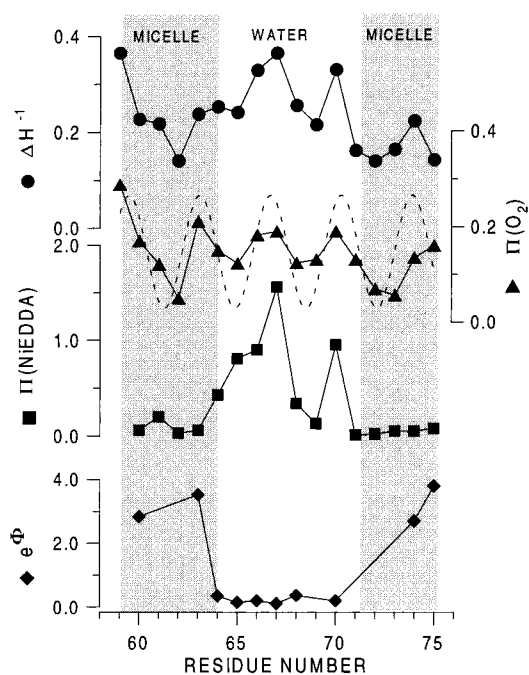 MICELLE WATER MICELLE
0.4
0.2
0.0
● ΔH⁻¹
0.4
0.2
0.0
▲ Π(O₂)
2.0
1.0
0.0
■ Π(NiEDDA)
4.0
2.0
0.0
◆ e^Φ
60 65 70 75
RESIDUE NUMBER